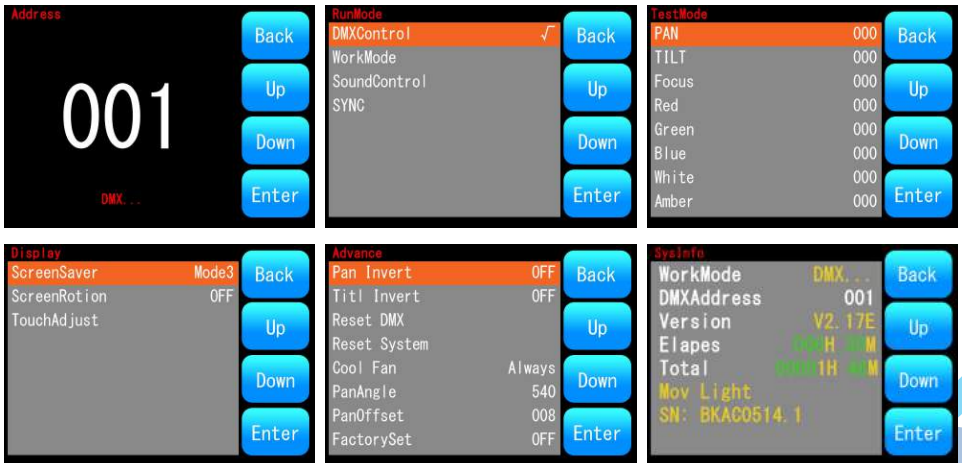 Address
001
DMX...
Back
Up
Down
Enter
RunMode
DMXControl √
WorkMode
SoundControl
SYNC
Back
Up
Down
Enter
TestMode
PAN 000
TILT 000
Focus 000
Red 000
Green 000
Blue 000
White 000
Amber 000
Back
Up
Down
Enter
Display
ScreenSaver Mode3
ScreenRotion OFF
TouchAdjust
Back
Up
Down
Enter
Advance
Pan Invert OFF
Titl Invert OFF
Reset DMX
Reset System
Cool Fan Always
PanAngle 540
PanOffset 008
FactorySet OFF
Back
Up
Down
Enter
SysInfo
WorkMode DMX...
DMXAddress 001
Version V2.17E
Elapes H M
Total 1H M
Mov Light
SN: BKAC0514.1
Back
Up
Down
Enter